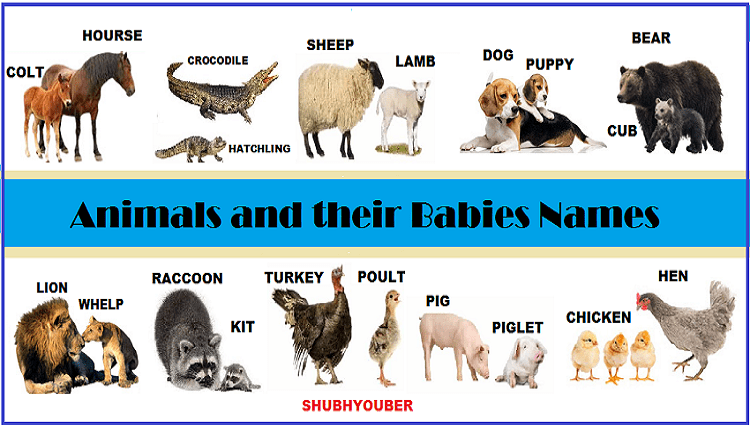 HOURSE
COLT
CROCODILE
HATCHLING
SHEEP
LAMB
DOG
PUPPY
BEAR
CUB
Animals and their Babies Names
LION
WHELP
RACCOON
KIT
TURKEY
POULT
PIG
PIGLET
CHICKEN
HEN
SHUBHYOUBER